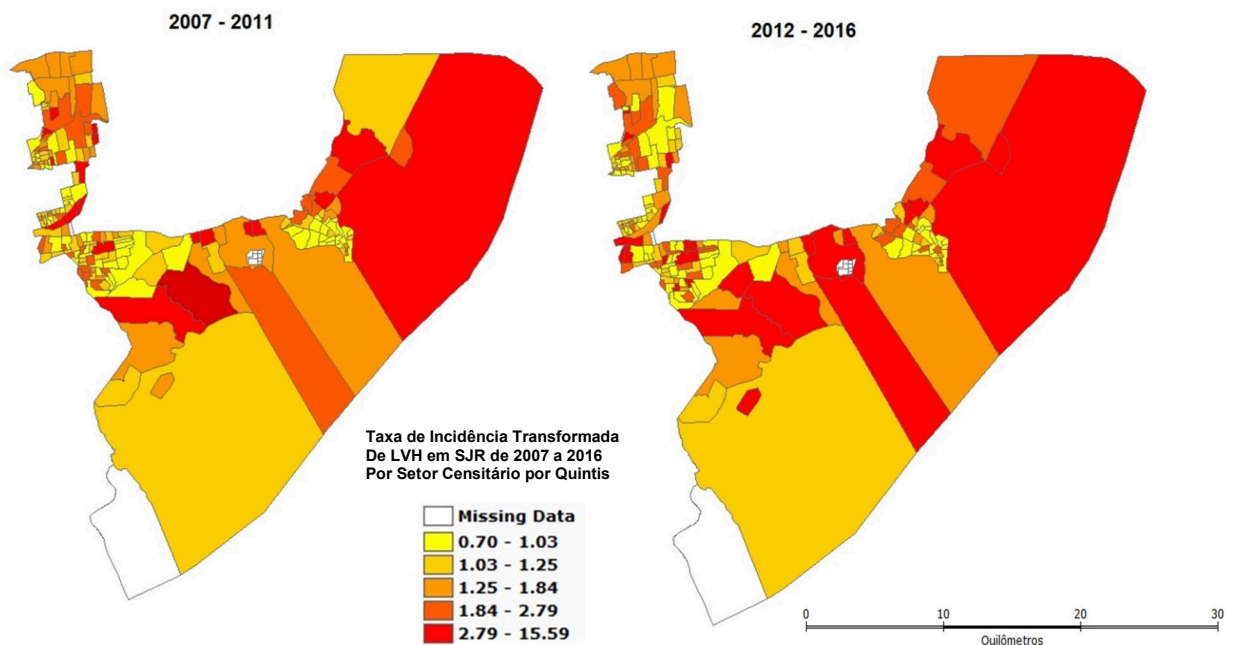 2007 - 2011
2012 - 2016
Taxa de Incidência Transformada
De LVH em SJR de 2007 a 2016
Por Setor Censitário por Quintis
Missing Data
0.70 - 1.03
1.03 - 1.25
1.25 - 1.84
1.84 - 2.79
2.79 - 15.59
0 10 20 30
Quilômetros